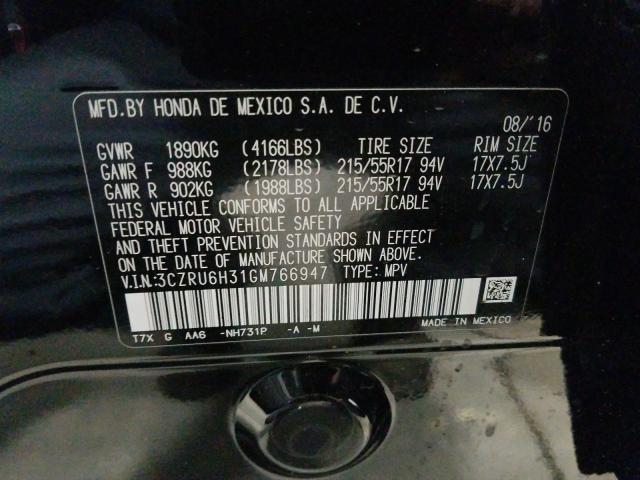 MFD.BY HONDA DE MEXICO S.A. DE C.V.
08/'16
GVWR 1890KG (4166LBS) TIRE SIZE RIM SIZE
GAWR F 988KG (2178LBS) 215/55R17 94V 17X7.5J
GAWR R 902KG (1988LBS) 215/55R17 94V 17X7.5J
THIS VEHICLE CONFORMS TO ALL APPLICABLE
FEDERAL MOTOR VEHICLE SAFETY
AND THEFT PREVENTION STANDARDS IN EFFECT
ON THE DATE OF MANUFACTURE SHOWN ABOVE.
V.I.N:3CZRU6H31GM766947 TYPE: MPV
T7X G AA6 -NH731P -A -M MADE IN MEXICO